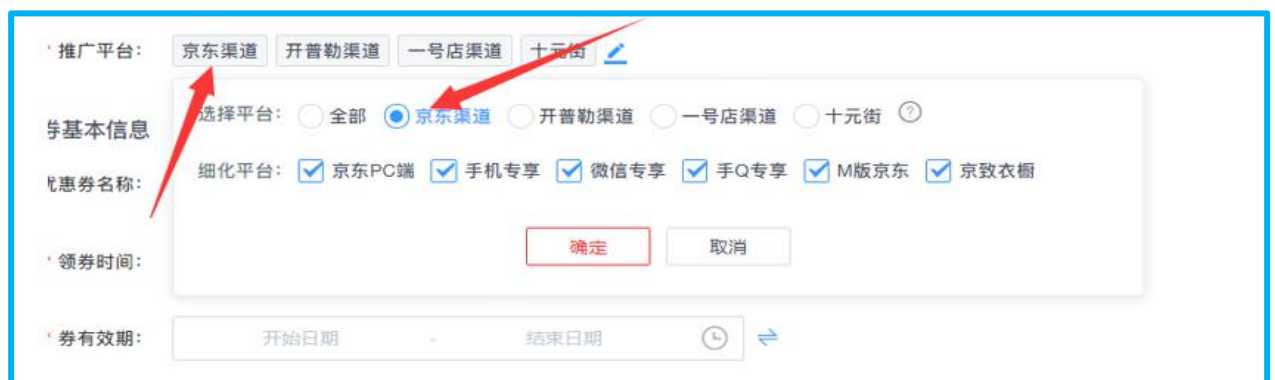 推广平台： 京东渠道 开普勒渠道 一号店渠道 十元街
选择平台： 全部 京东渠道 开普勒渠道 一号店渠道 十元街 ?
券基本信息
细化平台： 京东PC端 手机专享 微信专享 手Q专享 M版京东 京致衣橱
优惠券名称：
确定 取消
* 领券时间：
* 券有效期： 开始日期 - 结束日期